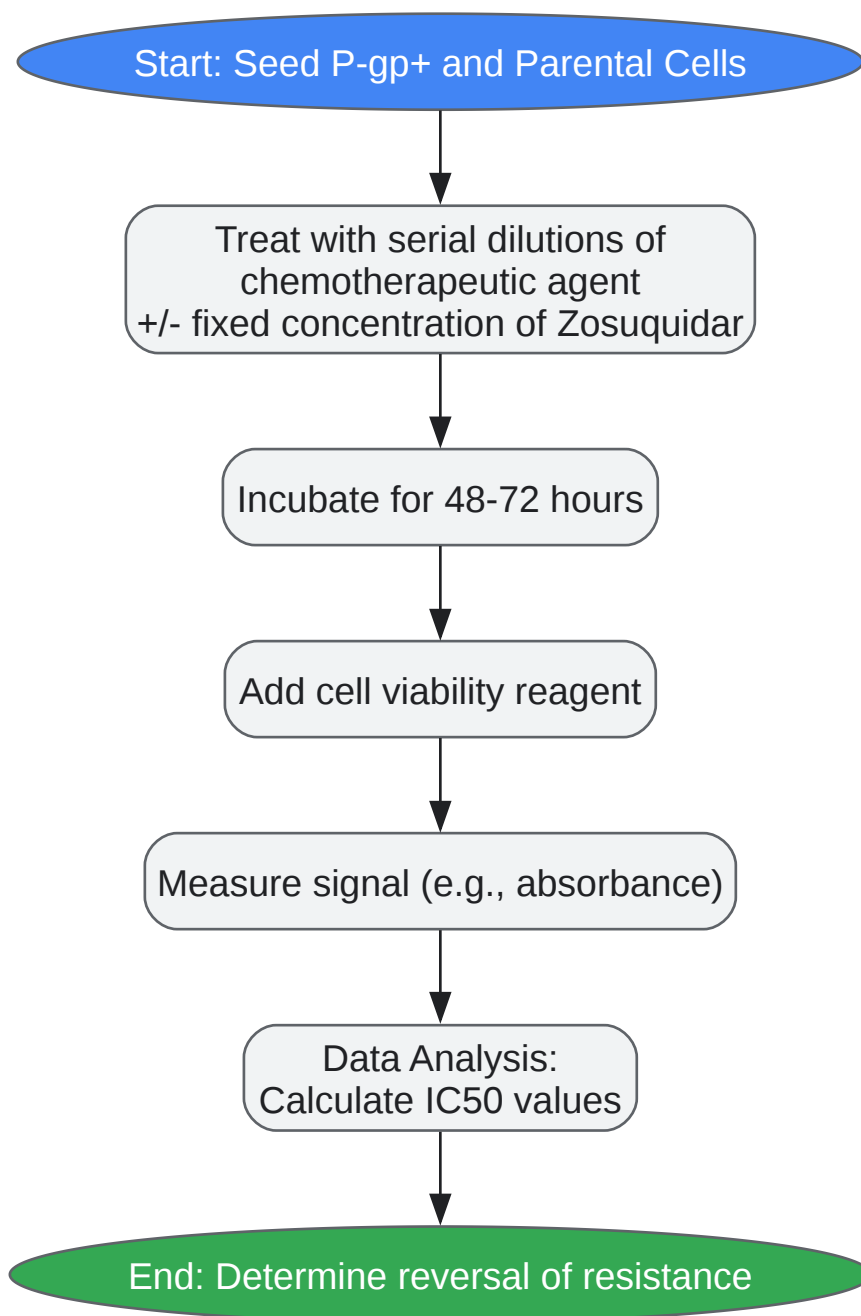 Start: Seed P-gp+ and Parental Cells
Treat with serial dilutions of
chemotherapeutic agent
+/- fixed concentration of Zosuquidar
Incubate for 48-72 hours
Add cell viability reagent
Measure signal (e.g., absorbance)
Data Analysis:
Calculate IC50 values
End: Determine reversal of resistance